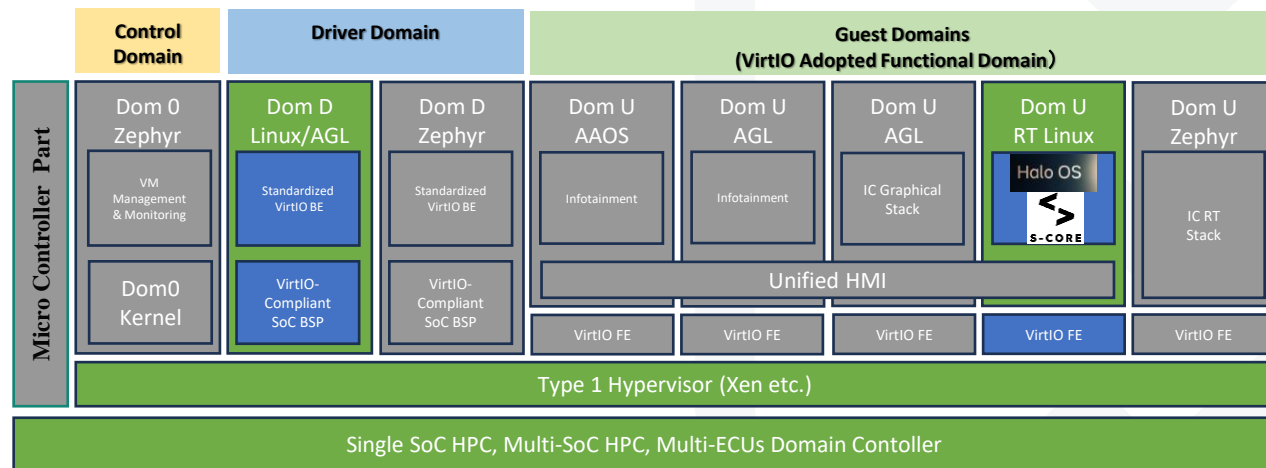 Control
Domain
Driver Domain
Guest Domains
(VirtIO Adopted Functional Domain）
Micro Controller Part
Dom 0
Zephyr
VM
Management
& Monitoring
Dom0
Kernel
Dom D
Linux/AGL
Standardized
VirtIO BE
VirtIO-
Compliant
SoC BSP
Dom D
Zephyr
Standardized
VirtIO BE
VirtIO-
Compliant
SoC BSP
Dom U
AAOS
Infotainment
Dom U
AGL
Infotainment
Dom U
AGL
IC Graphical
Stack
Dom U
RT Linux
Halo OS
S-CORE
Dom U
Zephyr
IC RT
Stack
Unified HMI
VirtIO FE
VirtIO FE
VirtIO FE
VirtIO FE
VirtIO FE
Type 1 Hypervisor (Xen etc.)
Single SoC HPC, Multi-SoC HPC, Multi-ECUs Domain Contoller